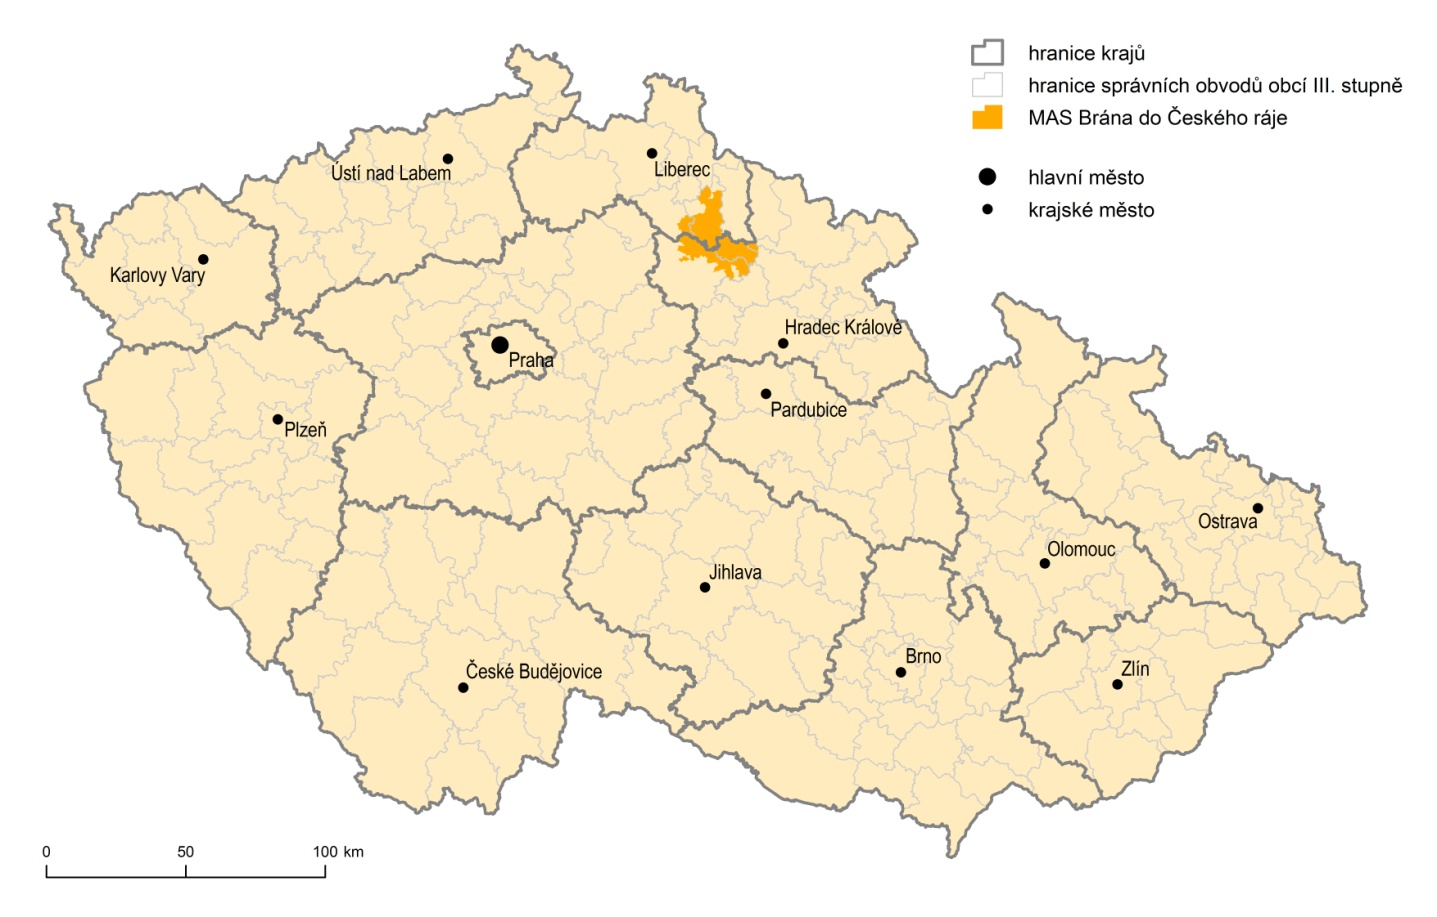 hranice krajů
hranice správních obvodů obcí III. stupně
MAS Brána do Českého ráje
hlavní město
krajské město
Ústí nad Labem
Liberec
Karlovy Vary
Hradec Králové
Praha
Pardubice
Plzeň
Ostrava
Olomouc
Jihlava
Brno
Zlín
České Budějovice
0 50 100 km